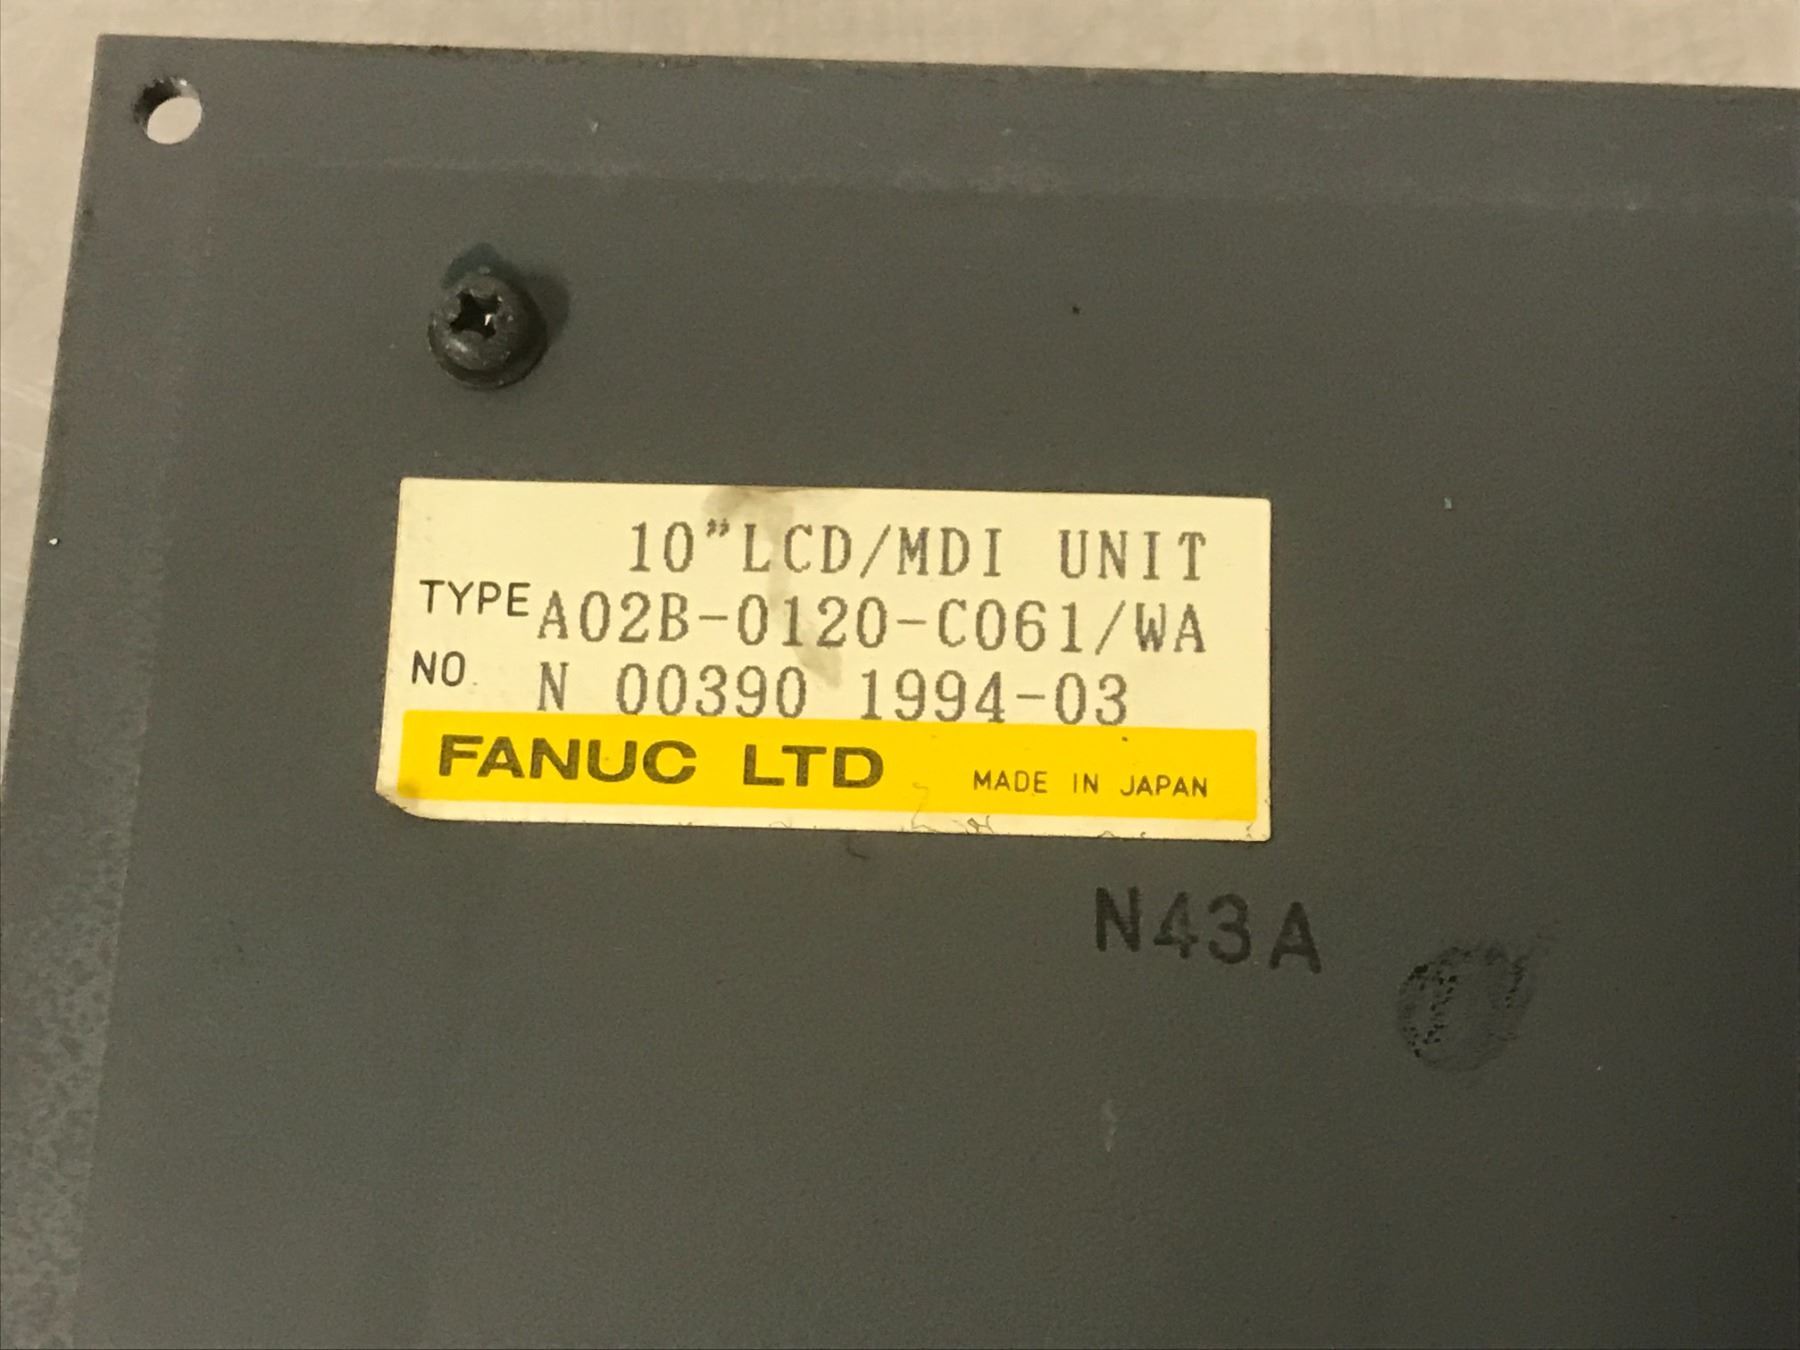 10"LCD/MDI UNIT
TYPE A02B-0120-C061/WA
NO. N 00390 1994-03
FANUC LTD MADE IN JAPAN
N43A